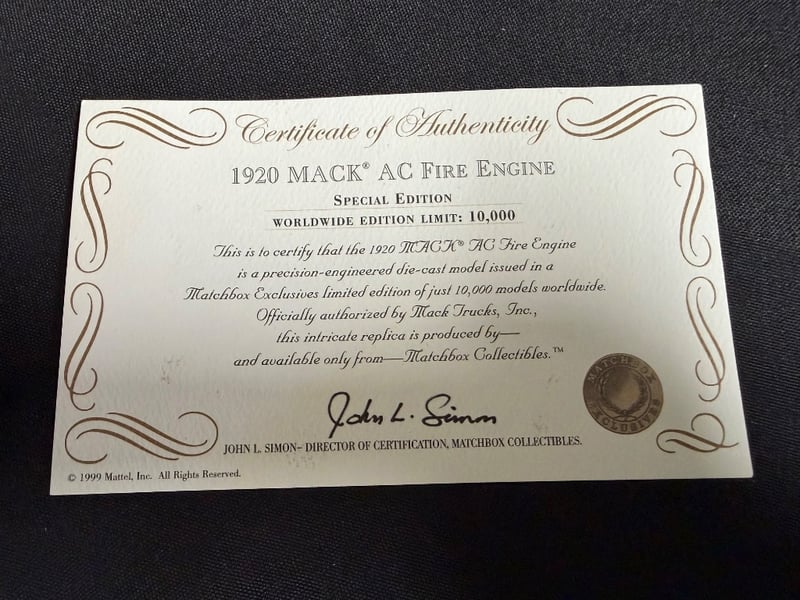 Certificate of Authenticity
1920 MACK® AC FIRE ENGINE
SPECIAL EDITION
WORLDWIDE EDITION LIMIT: 10,000
This is to certify that the 1920 MACK® AC Fire Engine
is a precision-engineered die-cast model issued in a
Matchbox Exclusives limited edition of just 10,000 models worldwide.
Officially authorized by Mack Trucks, Inc.,
this intricate replica is produced by—
and available only from—Matchbox Collectibles.™
MATCHBOX
EXCLUSIVES
John L. Simon
JOHN L. SIMON– DIRECTOR OF CERTIFICATION, MATCHBOX COLLECTIBLES.
© 1999 Mattel, Inc. All Rights Reserved.